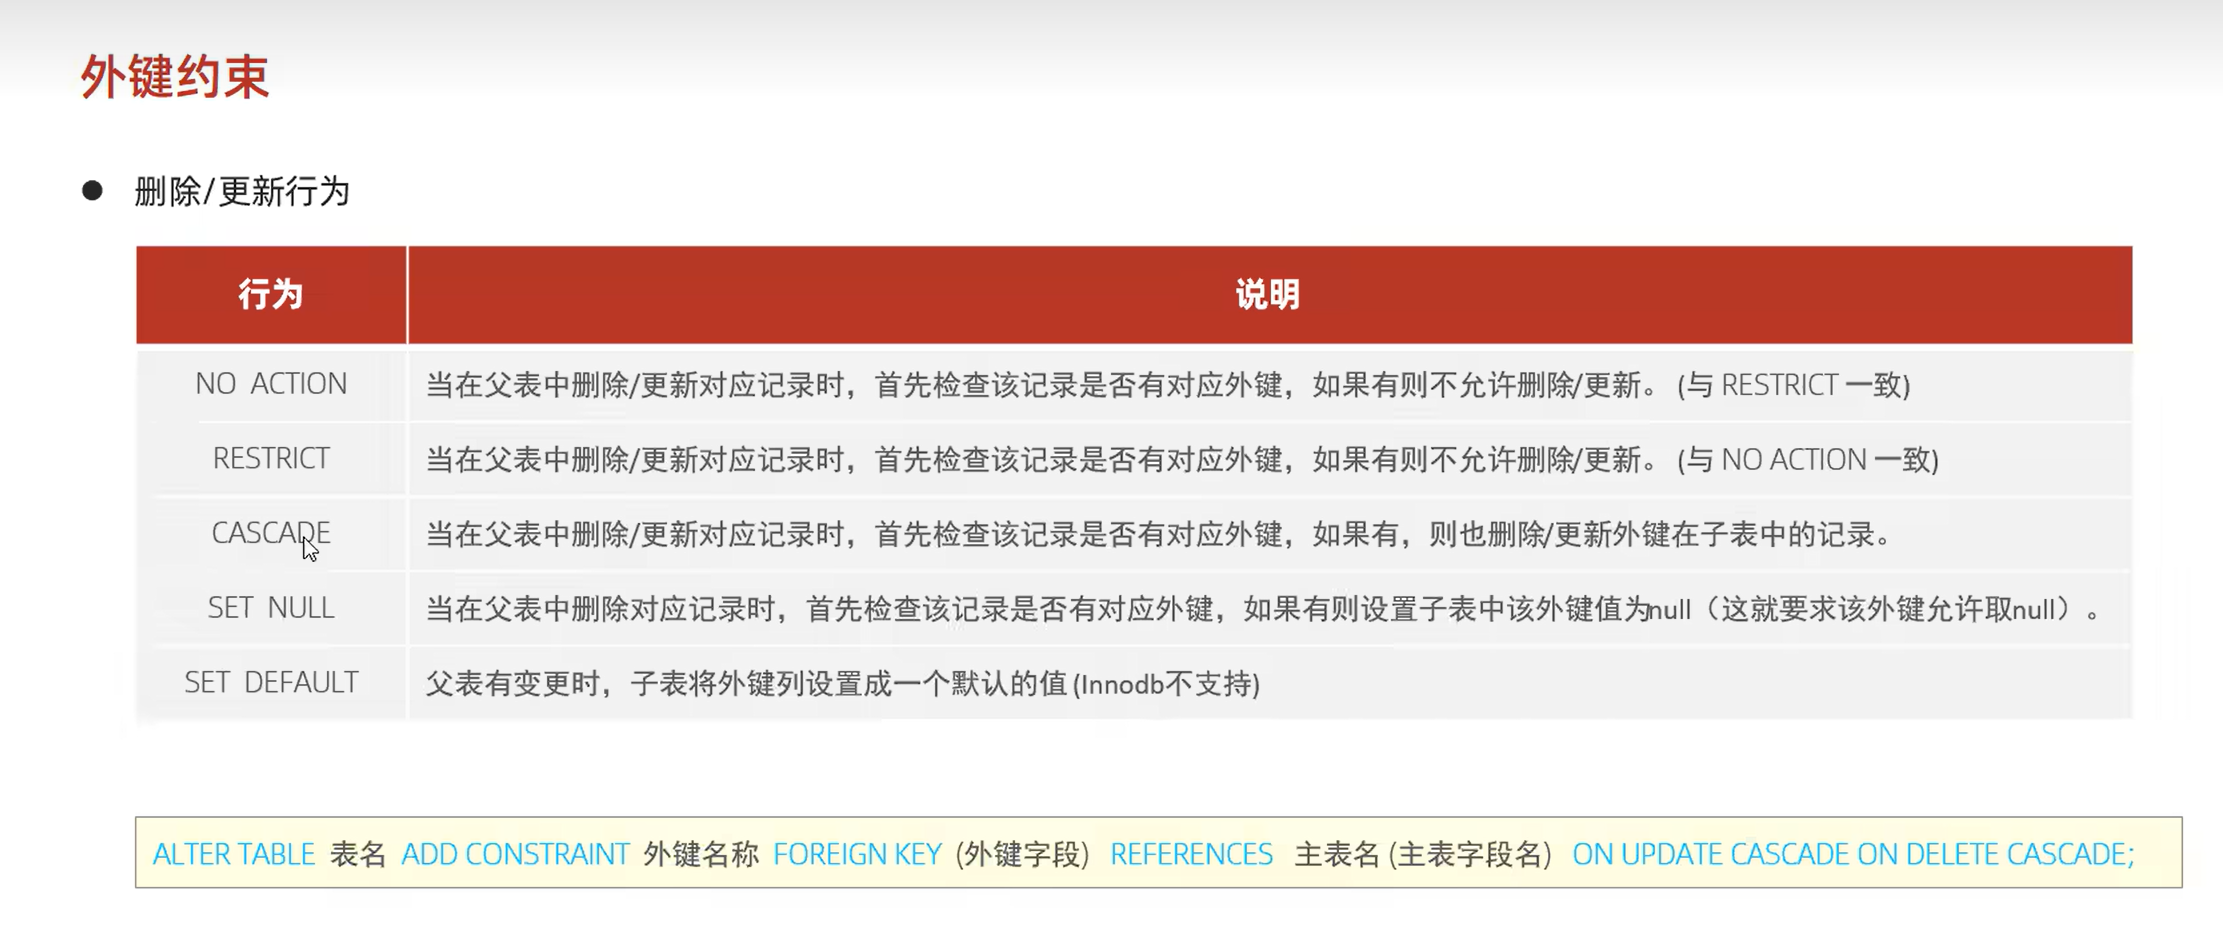 外键约束
● 删除/更新行为
行为 说明
NO ACTION 当在父表中删除/更新对应记录时，首先检查该记录是否有对应外键，如果有则不允许删除/更新。 (与 RESTRICT 一致)
RESTRICT 当在父表中删除/更新对应记录时，首先检查该记录是否有对应外键，如果有则不允许删除/更新。 (与 NO ACTION 一致)
CASCADE 当在父表中删除/更新对应记录时，首先检查该记录是否有对应外键，如果有，则也删除/更新外键在子表中的记录。
SET NULL 当在父表中删除对应记录时，首先检查该记录是否有对应外键，如果有则设置子表中该外键值为null（这就要求该外键允许取null）。
SET DEFAULT 父表有变更时，子表将外键列设置成一个默认的值 (Innodb不支持)
ALTER TABLE 表名 ADD CONSTRAINT 外键名称 FOREIGN KEY (外键字段) REFERENCES 主表名 (主表字段名) ON UPDATE CASCADE ON DELETE CASCADE;